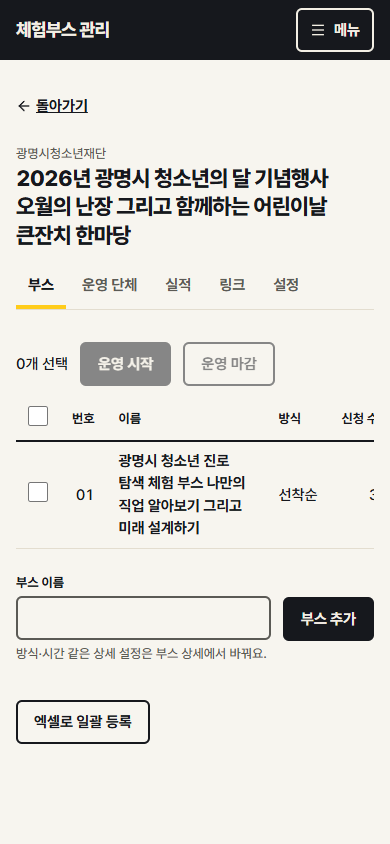 체험부스 관리
메뉴
돌아가기
광명시청소년재단
2026년 광명시 청소년의 달 기념행사
오월의 난장 그리고 함께하는 어린이날
큰잔치 한마당
부스 운영 단체 실적 링크 설정
0개 선택 운영 시작 운영 마감
번호 이름 방식 신청
01 광명시 청소년 진로
탐색 체험 부스 나만의
직업 알아보기 그리고
미래 설계하기
선착순
부스 이름
부스 추가
방식·시간 같은 상세 설정은 부스 상세에서 바꿔요.
엑셀로 일괄 등록